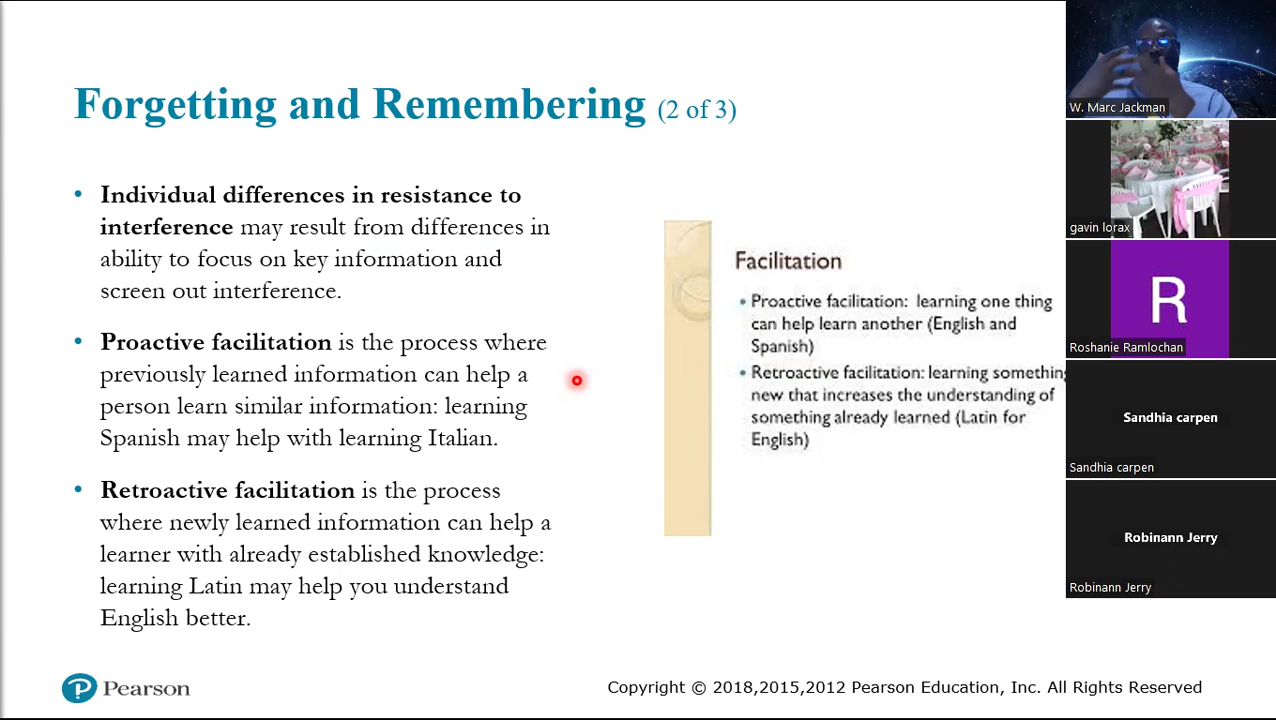 Forgetting and Remembering (2 of 3)
• Individual differences in resistance to
interference may result from differences in
ability to focus on key information and
screen out interference.
• Proactive facilitation is the process where
previously learned information can help a
person learn similar information: learning
Spanish may help with learning Italian.
• Retroactive facilitation is the process
where newly learned information can help a
learner with already established knowledge:
learning Latin may help you understand
English better.
Facilitation
• Proactive facilitation: learning one thing
can help learn another (English and
Spanish)
• Retroactive facilitation: learning something
new that increases the understanding of
something already learned (Latin for
English)
P Pearson
Copyright © 2018,2015,2012 Pearson Education, Inc. All Rights Reserved
W. Marc Jackman
gavin lorax
R
Roshanie Ramlochan
Sandhia carpen
Sandhia carpen
Robinann Jerry
Robinann Jerry